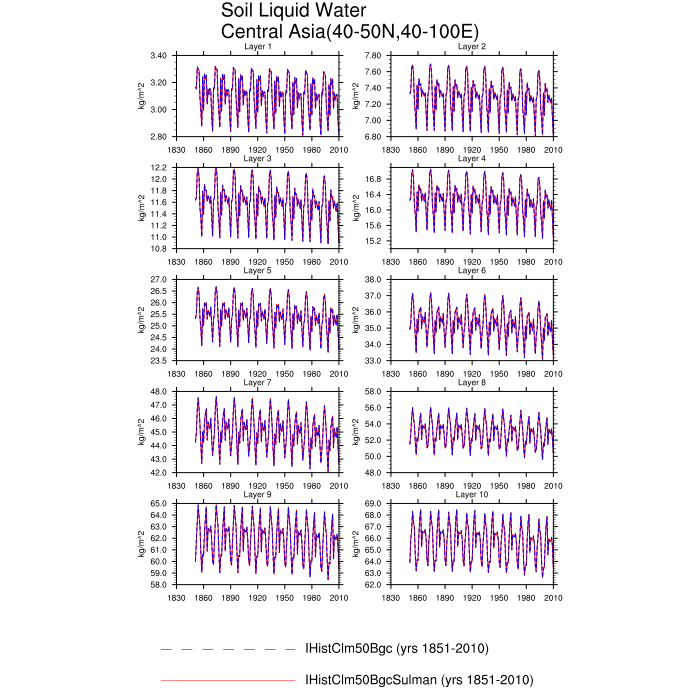 Soil Liquid Water
Central Asia(40-50N,40-100E)
Layer 1
Layer 2
3.40
3.20
3.00
2.80
kg/m^2
1830 1860 1890 1920 1950 1980 2010
7.80
7.60
7.40
7.20
7.00
6.80
kg/m^2
1830 1860 1890 1920 1950 1980 2010
Layer 3
Layer 4
12.2
11.8
11.6
11.4
11.0
10.8
kg/m^2
1830 1860 1890 1920 1950 1980 2010
16.8
16.4
16.0
15.6
15.2
kg/m^2
1830 1860 1890 1920 1950 1980 2010
Layer 5
Layer 6
27.0
26.5
26.0
25.5
25.0
24.5
24.0
23.5
kg/m^2
1830 1860 1890 1920 1950 1980 2010
38.0
37.0
36.0
35.0
34.0
33.0
kg/m^2
1830 1860 1890 1920 1950 1980 2010
Layer 7
Layer 8
48.0
47.0
46.0
45.0
44.0
43.0
42.0
kg/m^2
1830 1860 1890 1920 1950 1980 2010
58.0
56.0
54.0
52.0
50.0
48.0
kg/m^2
1830 1860 1890 1920 1950 1980 2010
Layer 9
Layer 10
65.0
64.0
63.0
62.0
61.0
60.0
59.0
58.0
kg/m^2
1830 1860 1890 1920 1950 1980 2010
69.0
68.0
67.0
66.0
65.0
64.0
63.0
62.0
kg/m^2
1830 1860 1890 1920 1950 1980 2010
IHistClm50Bgc (yrs 1851-2010)
IHistClm50BgcSulman (yrs 1851-2010)